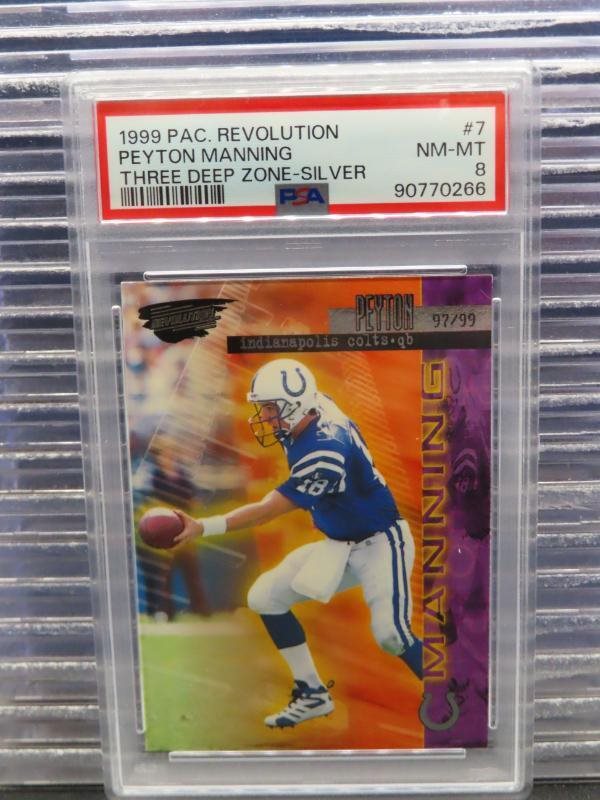 1999 PAC. REVOLUTION #7
PEYTON MANNING NM-MT
THREE DEEP ZONE-SILVER 8
PSA 90770266
REVOLUTION
PEYTON 97/99
indianapolis colts•qb
MANNING
18